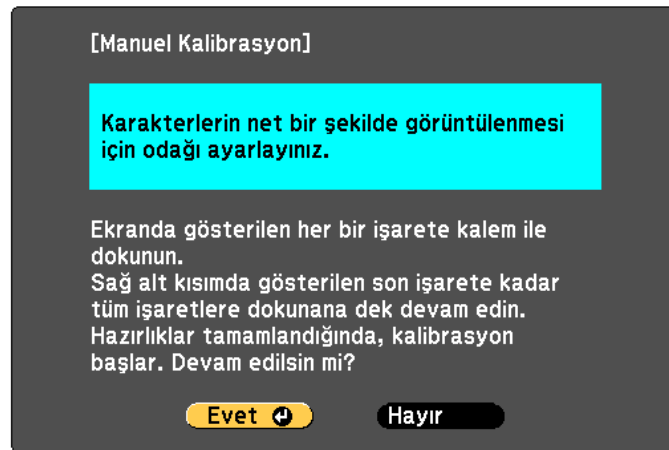 [Manuel Kalibrasyon]
Karakterlerin net bir şekilde görüntülenmesi
için odağı ayarlayınız.
Ekranda gösterilen her bir işarete kalem ile
dokunun.
Sağ alt kısımda gösterilen son işarete kadar
tüm işaretlere dokunana dek devam edin.
Hazırlıklar tamamlandığında, kalibrasyon
başlar. Devam edilsin mi?
Evet Hayır